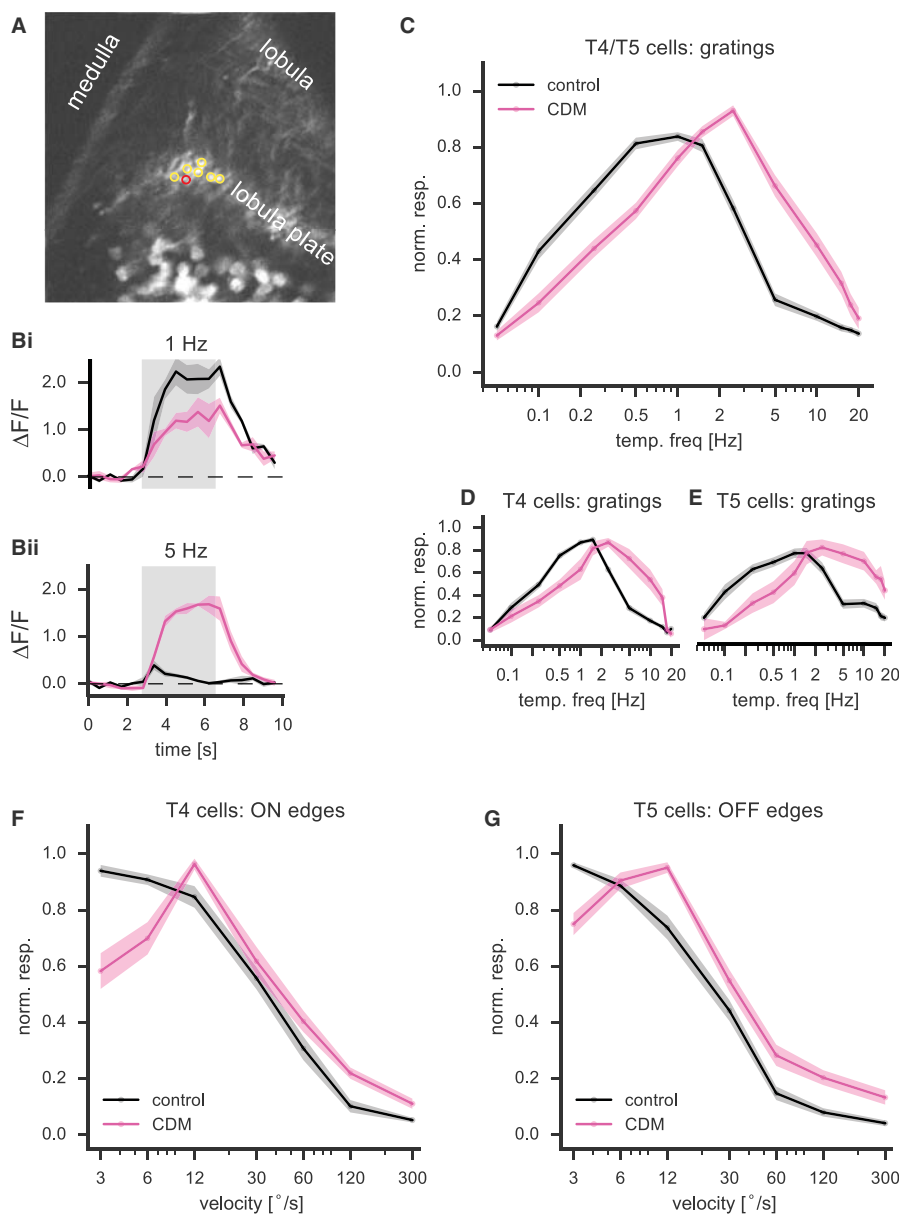 A
medulla
lobula
lobula plate
Bi
1 Hz
2.0
1.0
0.0
ΔF/F
Bii
5 Hz
2.0
1.0
0.0
ΔF/F
0 2 4 6 8 10
time [s]
C
T4/T5 cells: gratings
control
CDM
1.0
0.8
0.6
0.4
0.2
0.0
norm. resp.
0.1 0.2 0.5 1 2 5 10 20
temp. freq [Hz]
D
T4 cells: gratings
1.0
0.8
0.6
0.4
0.2
0.0
norm. resp.
0.1 0.5 1 2 5 10 20
temp. freq [Hz]
E
T5 cells: gratings
0.1 0.5 1 2 5 10 20
temp. freq [Hz]
F
T4 cells: ON edges
1.0
0.8
0.6
0.4
0.2
0.0
norm. resp.
control
CDM
3 6 12 30 60 120 300
velocity [°/s]
G
T5 cells: OFF edges
1.0
0.8
0.6
0.4
0.2
0.0
norm. resp.
control
CDM
3 6 12 30 60 120 300
velocity [°/s]